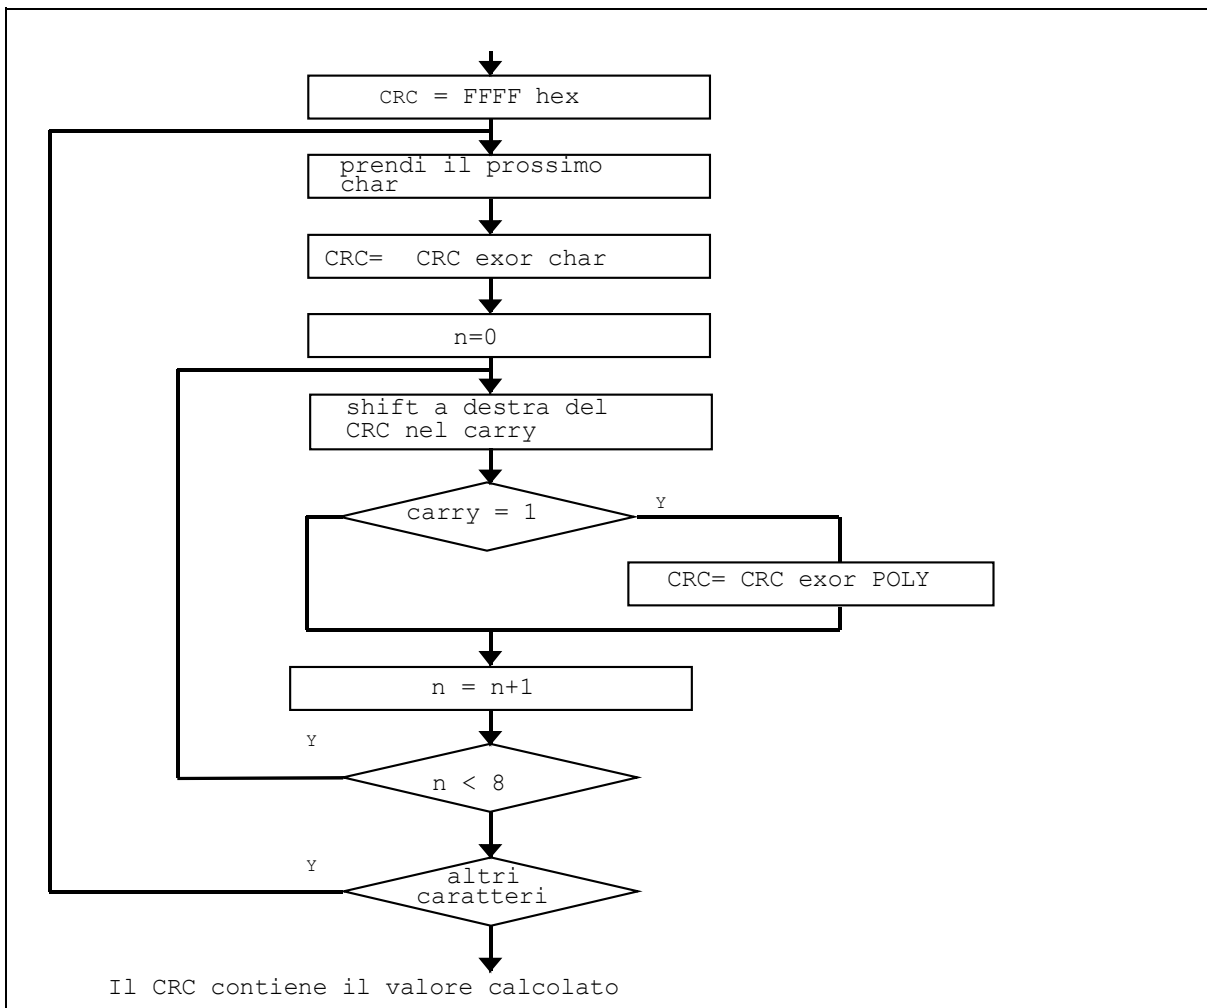 CRC = FFFF hex
prendi il prossimo
char
CRC= CRC exor char
n=0
shift a destra del
CRC nel carry
carry = 1
Y
CRC= CRC exor POLY
n = n+1
Y
n < 8
Y
altri
caratteri
Il CRC contiene il valore calcolato